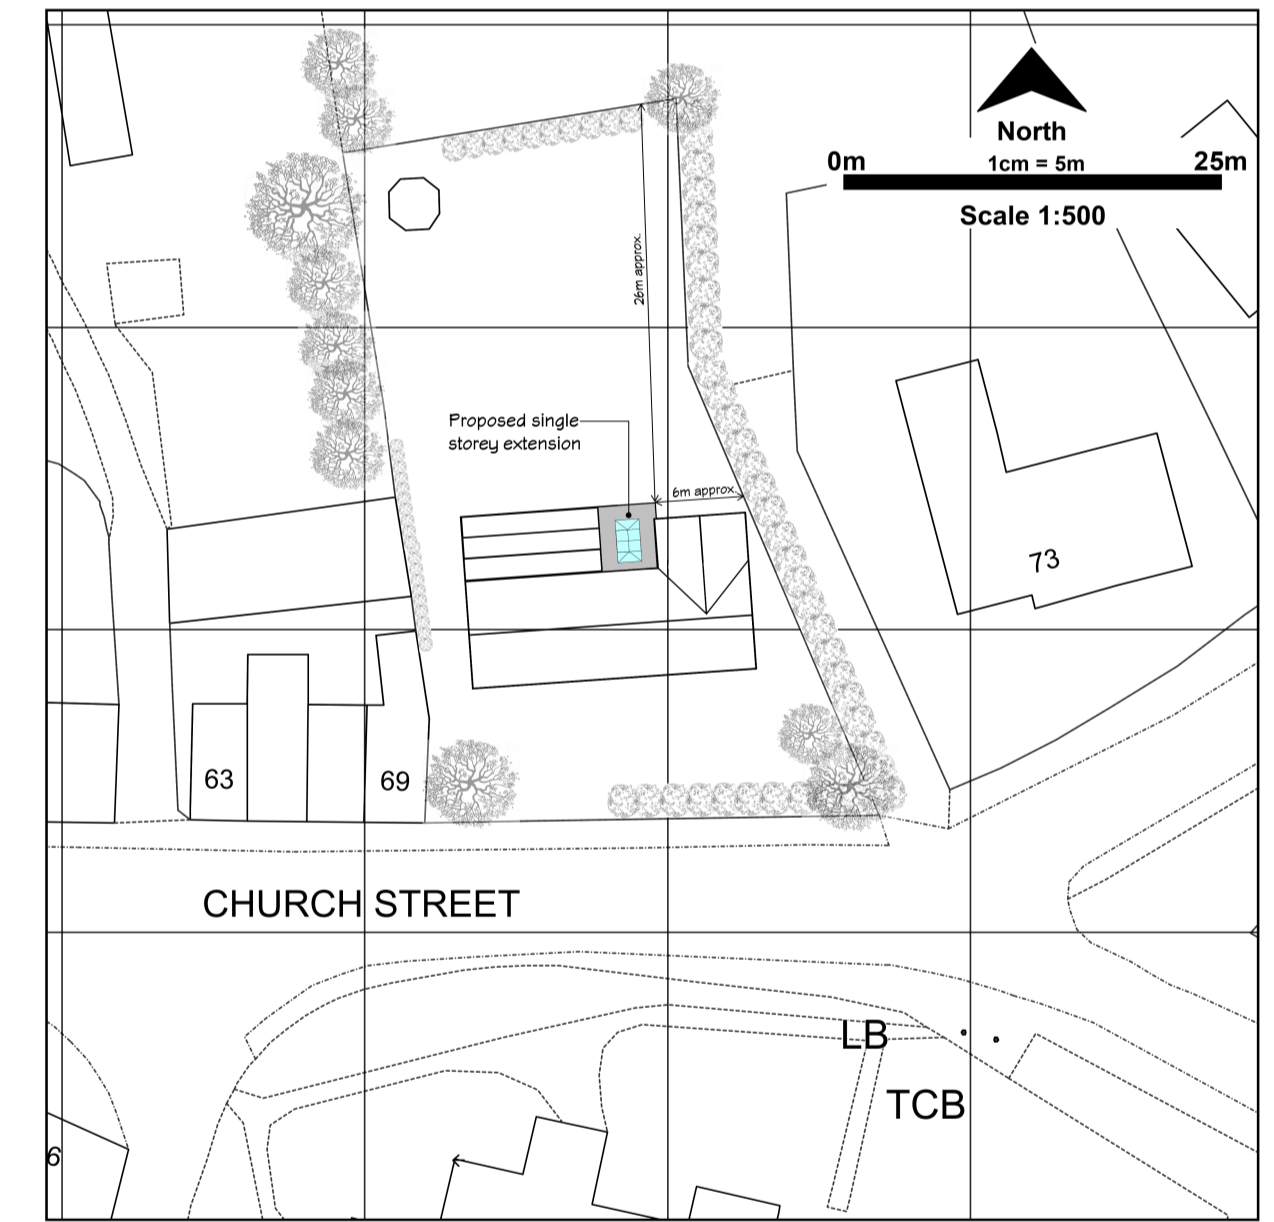 North
0m 1cm = 5m 25m
Scale 1:500
26m approx.
Proposed single
storey extension
6m approx.
73
63
69
CHURCH STREET
LB
TCB
6